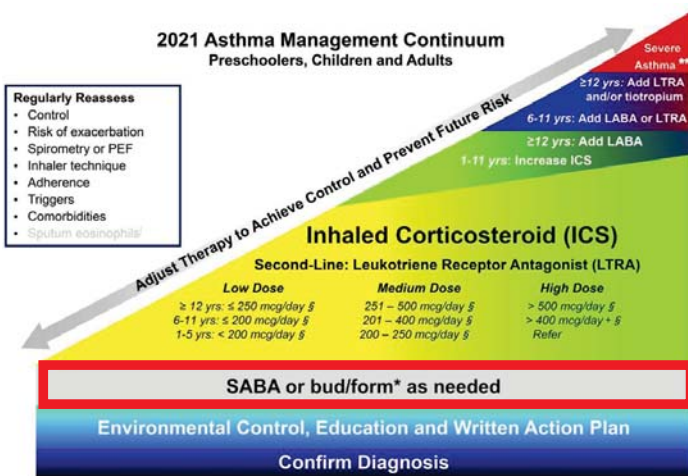 2021 Asthma Management Continuum
Preschoolers, Children and Adults
Regularly Reassess
• Control
• Risk of exacerbation
• Spirometry or PEF
• Inhaler technique
• Adherence
• Triggers
• Comorbidities
• Sputum eosinophils/
Adjust Therapy to Achieve Control and Prevent Future Risk
Severe
Asthma **
≥12 yrs: Add LTRA
and/or tiotropium
6-11 yrs: Add LABA or LTRA
≥12 yrs: Add LABA
1-11 yrs: Increase ICS
Inhaled Corticosteroid (ICS)
Second-Line: Leukotriene Receptor Antagonist (LTRA)
Low Dose Medium Dose High Dose
≥ 12 yrs: ≤ 250 mcg/day § 251 – 500 mcg/day § > 500 mcg/day §
6-11 yrs: ≤ 200 mcg/day § 201 – 400 mcg/day § > 400 mcg/day + §
1-5 yrs: < 200 mcg/day § 200 – 250 mcg/day § Refer
SABA or bud/form* as needed
Environmental Control, Education and Written Action Plan
Confirm Diagnosis